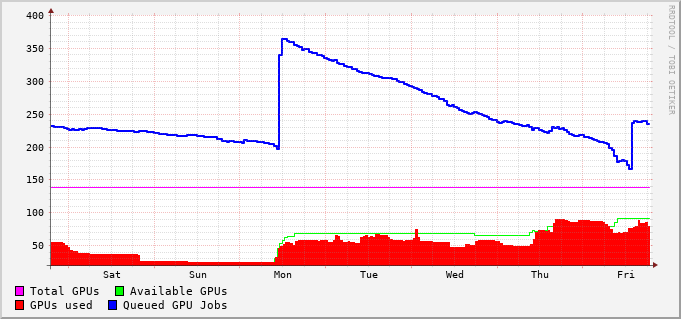 400
350
300
250
200
150
100
50
Sat Sun Mon Tue Wed Thu Fri
Total GPUs Available GPUs
GPUs used Queued GPU Jobs
RRDTOOL / TOBI OETIKER